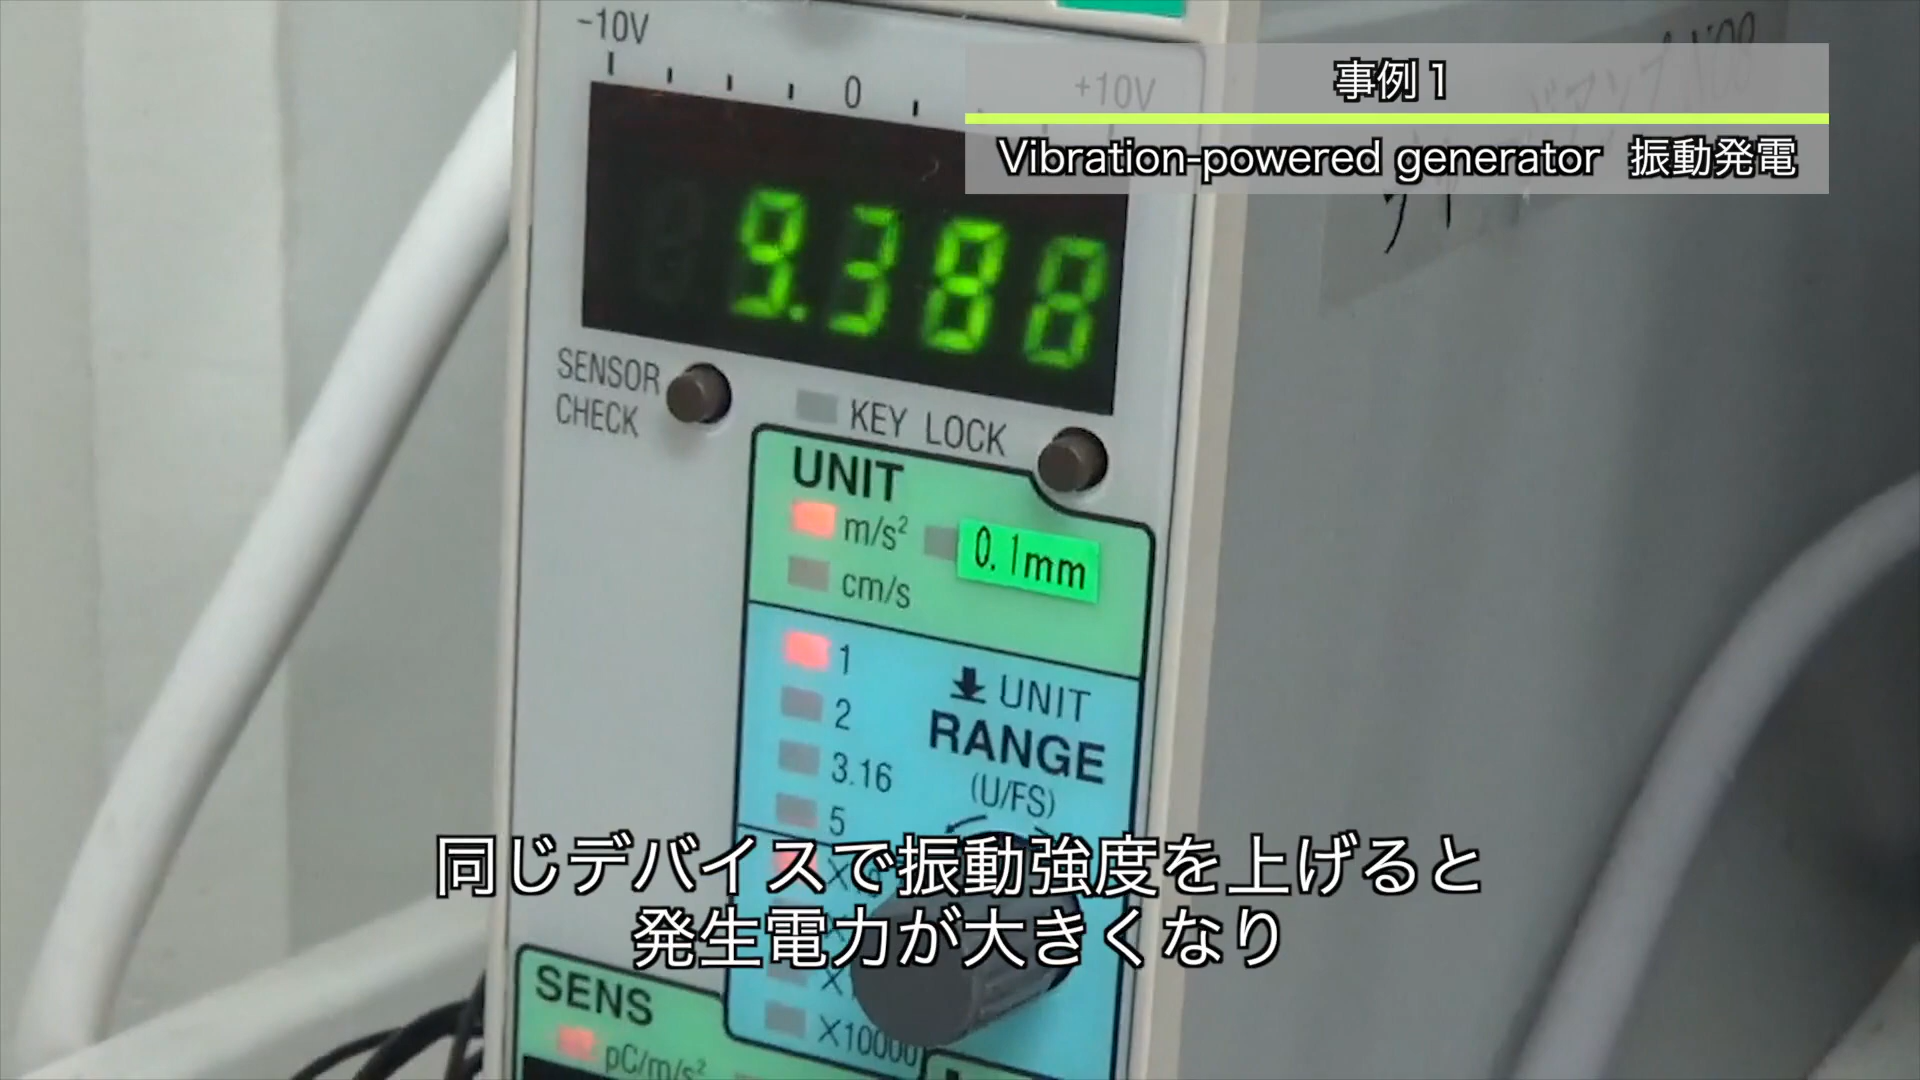 -10V
0
+10V
事例1
Vibration-powered generator 振動発電
SENSOR
CHECK
KEY LOCK
UNIT
m/s²
0.1mm
cm/s
1
UNIT
2
RANGE
3.16
(U/FS)
5
同じデバイスで振動強度を上げると
発生電力が大きくなり
X10000
SENS
pC/m/s²